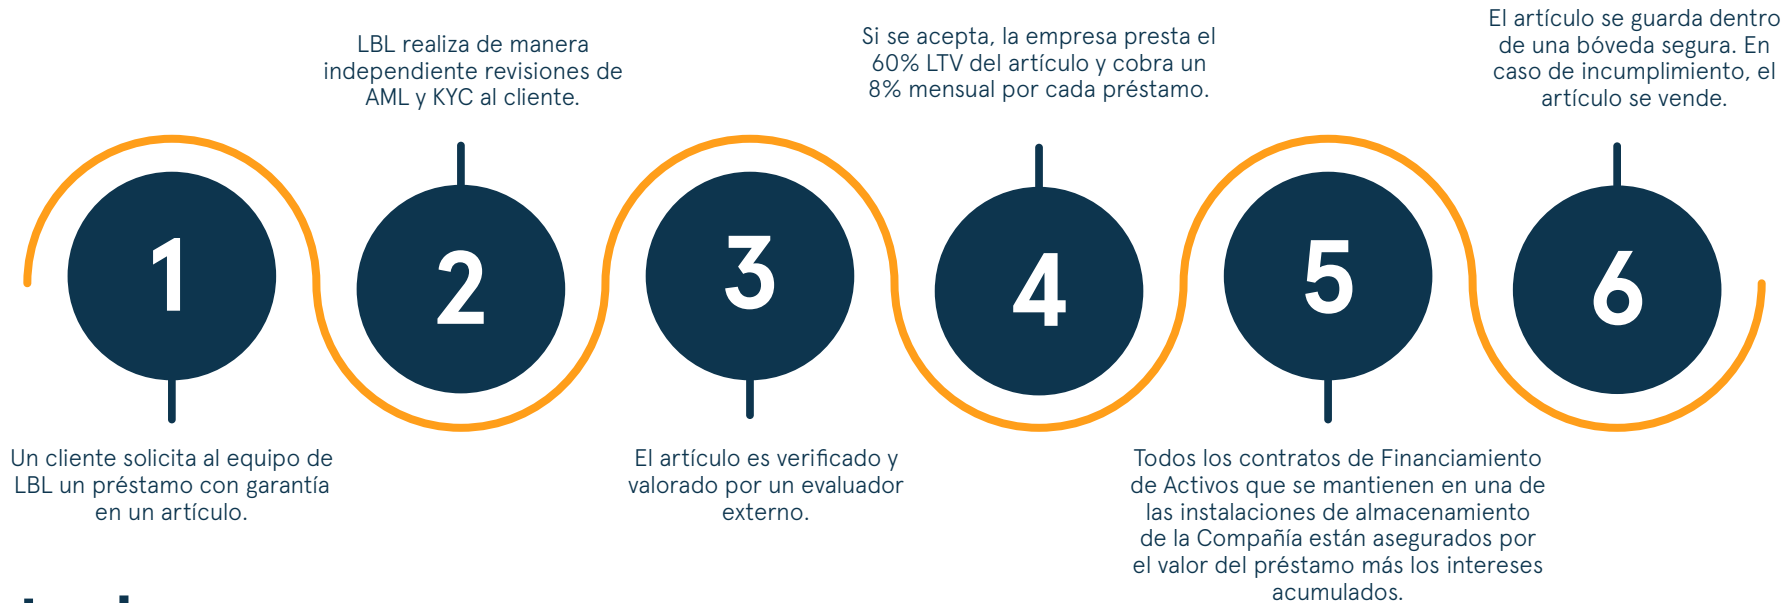 1
Un cliente solicita al equipo de
LBL un préstamo con garantía
en un artículo.
LBL realiza de manera
independiente revisiones de
AML y KYC al cliente.
2
3
El artículo es verificado y
valorado por un evaluador
externo.
Si se acepta, la empresa presta el
60% LTV del artículo y cobra un
8% mensual por cada préstamo.
4
5
Todos los contratos de Financiamiento
de Activos que se mantienen en una de
las instalaciones de almacenamiento
de la Compañía están asegurados por
el valor del préstamo más los intereses
acumulados.
El artículo se guarda dentro
de una bóveda segura. En
caso de incumplimiento, el
artículo se vende.
6